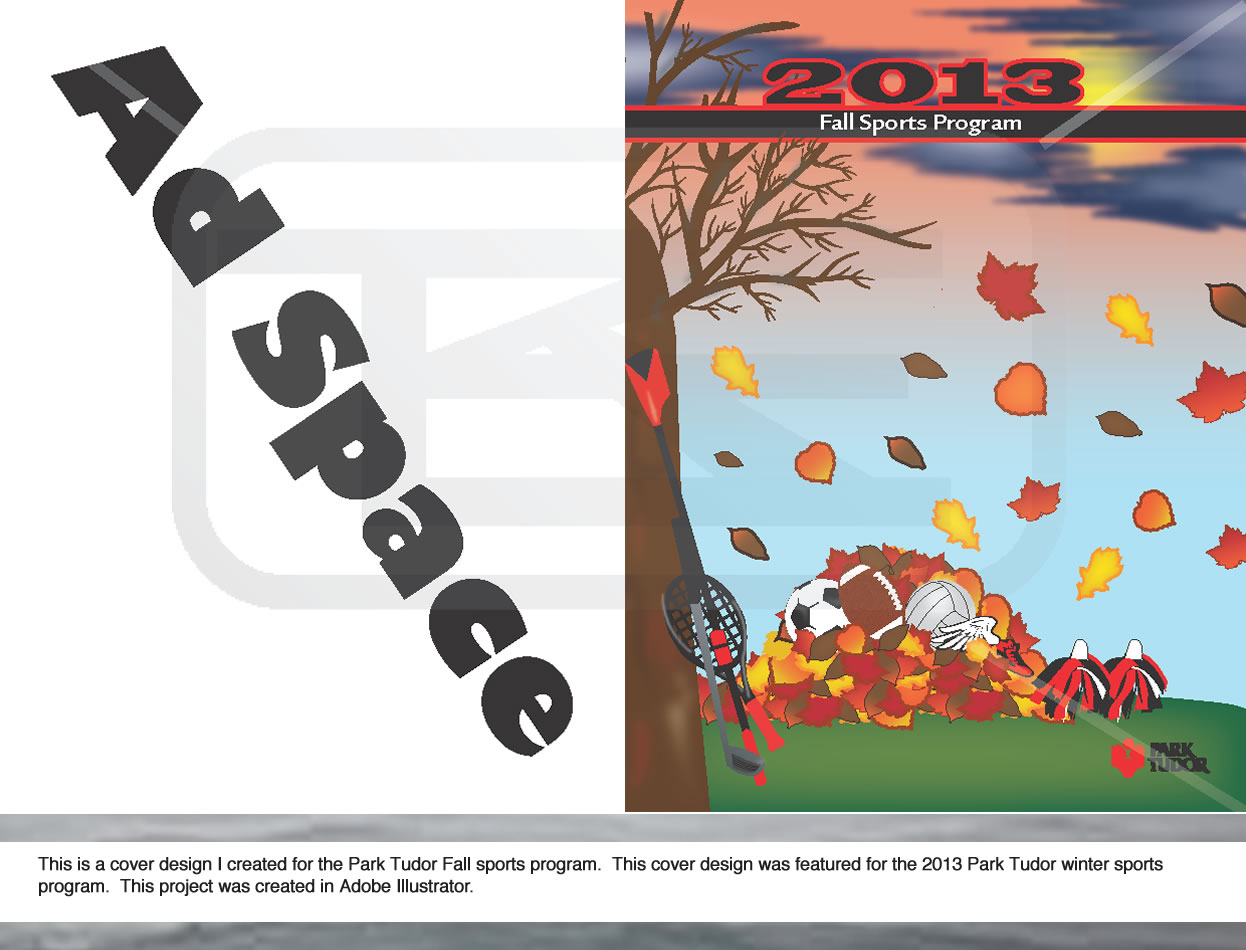 Ad Space
2013
Fall Sports Program
PARK
TUDOR
This is a cover design I created for the Park Tudor Fall sports program.  This cover design was featured for the 2013 Park Tudor winter sports
program.  This project was created in Adobe Illustrator.